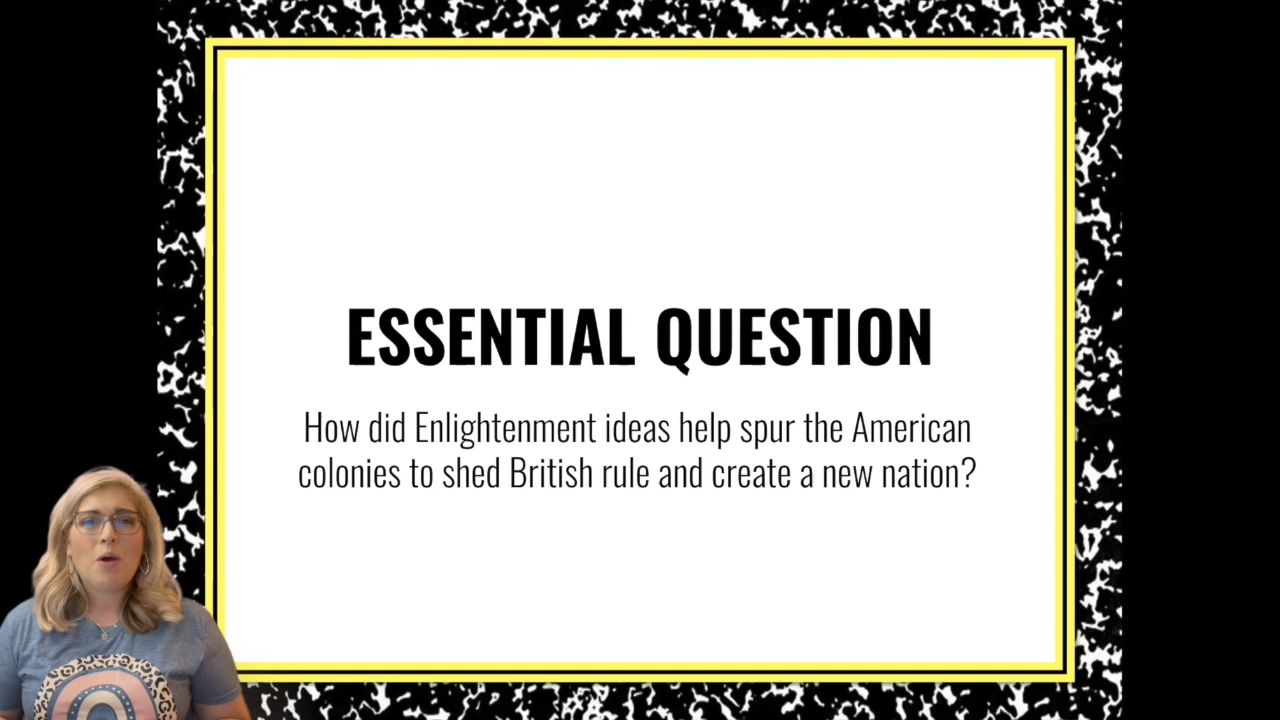 ESSENTIAL QUESTION
How did Enlightenment ideas help spur the American
colonies to shed British rule and create a new nation?